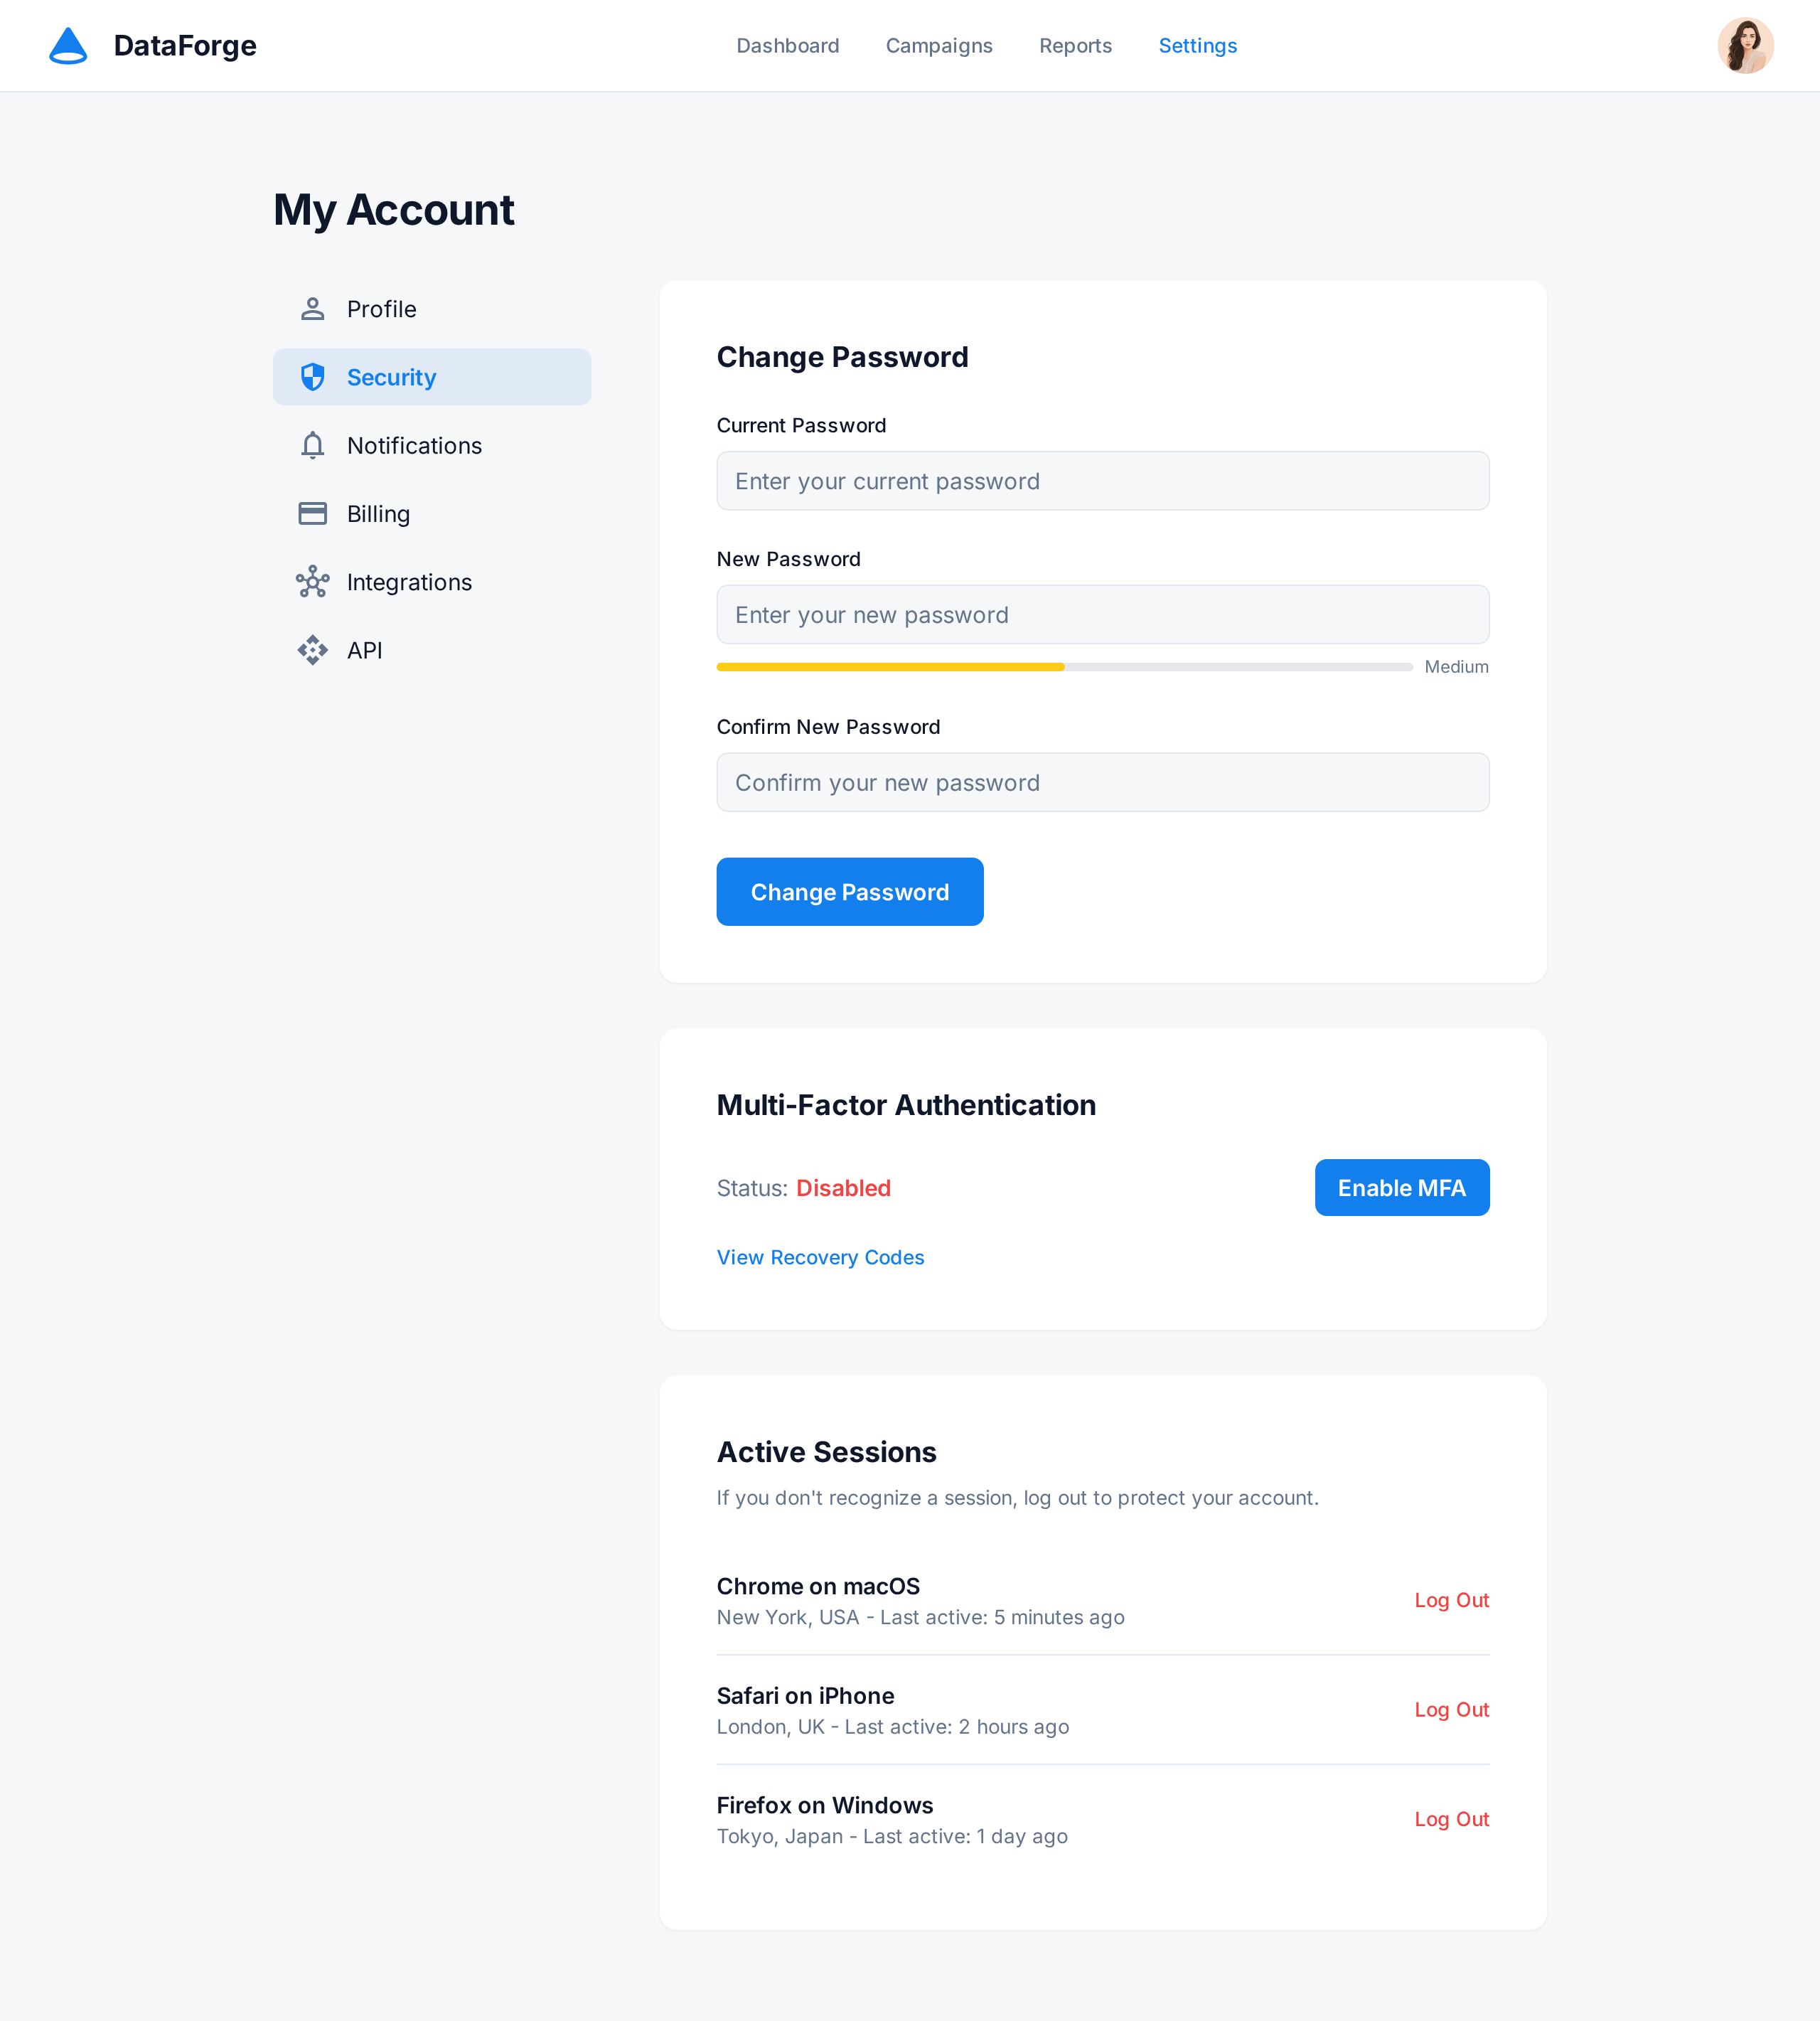 DataForge
Dashboard
Campaigns
Reports
Settings
My Account
Profile
Security
Notifications
Billing
Integrations
API
Change Password
Current Password
Enter your current password
New Password
Enter your new password
Medium
Confirm New Password
Confirm your new password
Change Password
Multi-Factor Authentication
Status: Disabled
Enable MFA
View Recovery Codes
Active Sessions
If you don't recognize a session, log out to protect your account.
Chrome on macOS
New York, USA - Last active: 5 minutes ago
Log Out
Safari on iPhone
London, UK - Last active: 2 hours ago
Log Out
Firefox on Windows
Tokyo, Japan - Last active: 1 day ago
Log Out